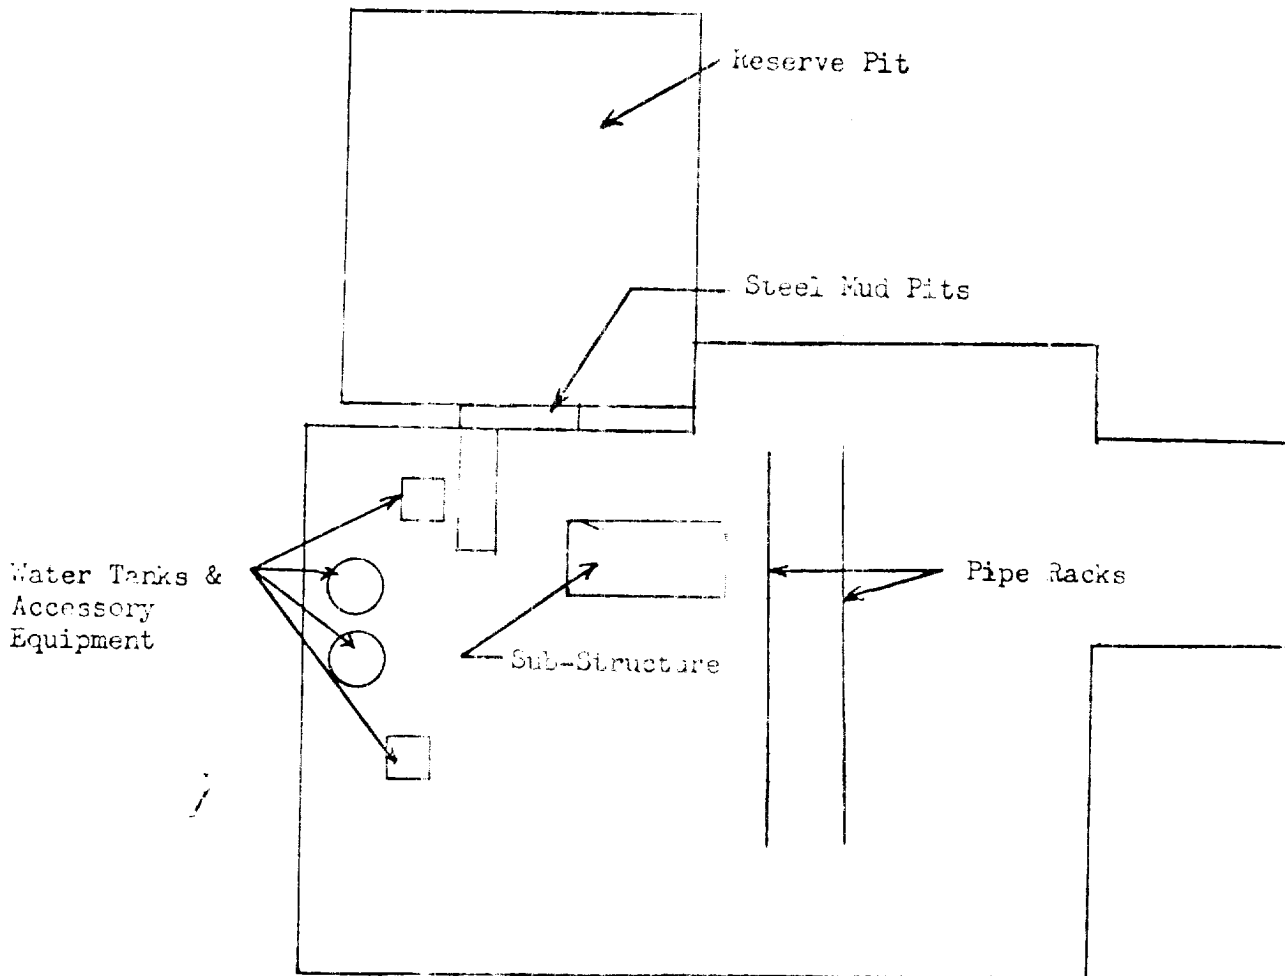 Reserve Pit
Steel Mud Pits
Water Tanks &
Accessory
Equipment
Pipe Racks
Sub-Structure